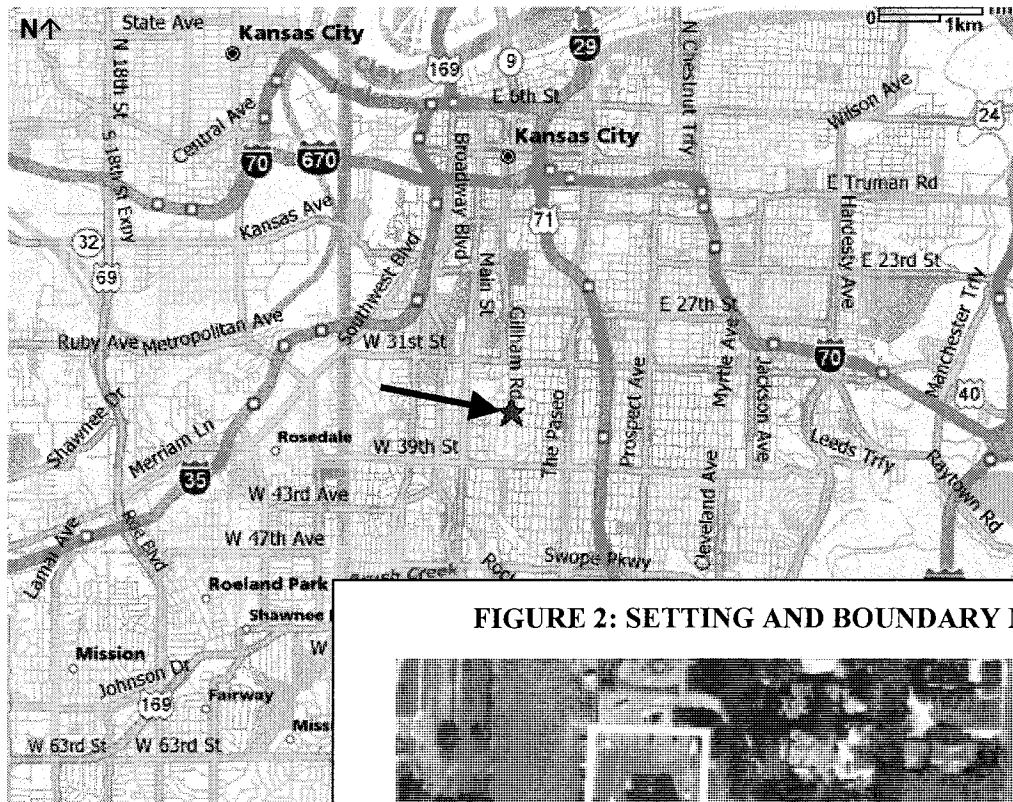 N↑
State Ave
Kansas City
0
1km
29
N 18th St
9
169
N Chestnut Trfy
E 6th St
Wilson Ave
24
Central Ave
Kansas City
70
670
S 18th St Expy
Broadway Blvd
E Truman Rd
Kansas Ave
71
Hardesty Ave
32
69
Southwest Blvd
Main St
E 23rd St
Gillham Rd
E 27th St
Manchester Trfy
Ruby Ave
Metropolitan Ave
W 31st St
Myrtle Ave
Jackson Ave
70
Prospect Ave
40
Shawnee Dr
The Paseo
Merriam Ln
Rosedale
W 39th St
Leeds Trfy
Raytown Rd
35
W 43rd Ave
Cleveland Ave
Lamar Ave
W 47th Ave
Swope Pkwy
Roeland Park
FIGURE 2: SETTING AND BOUNDARY
Shawnee
W
Mission
Johnson Dr
169
Fairway
Miss
W 63rd St
W 63rd St